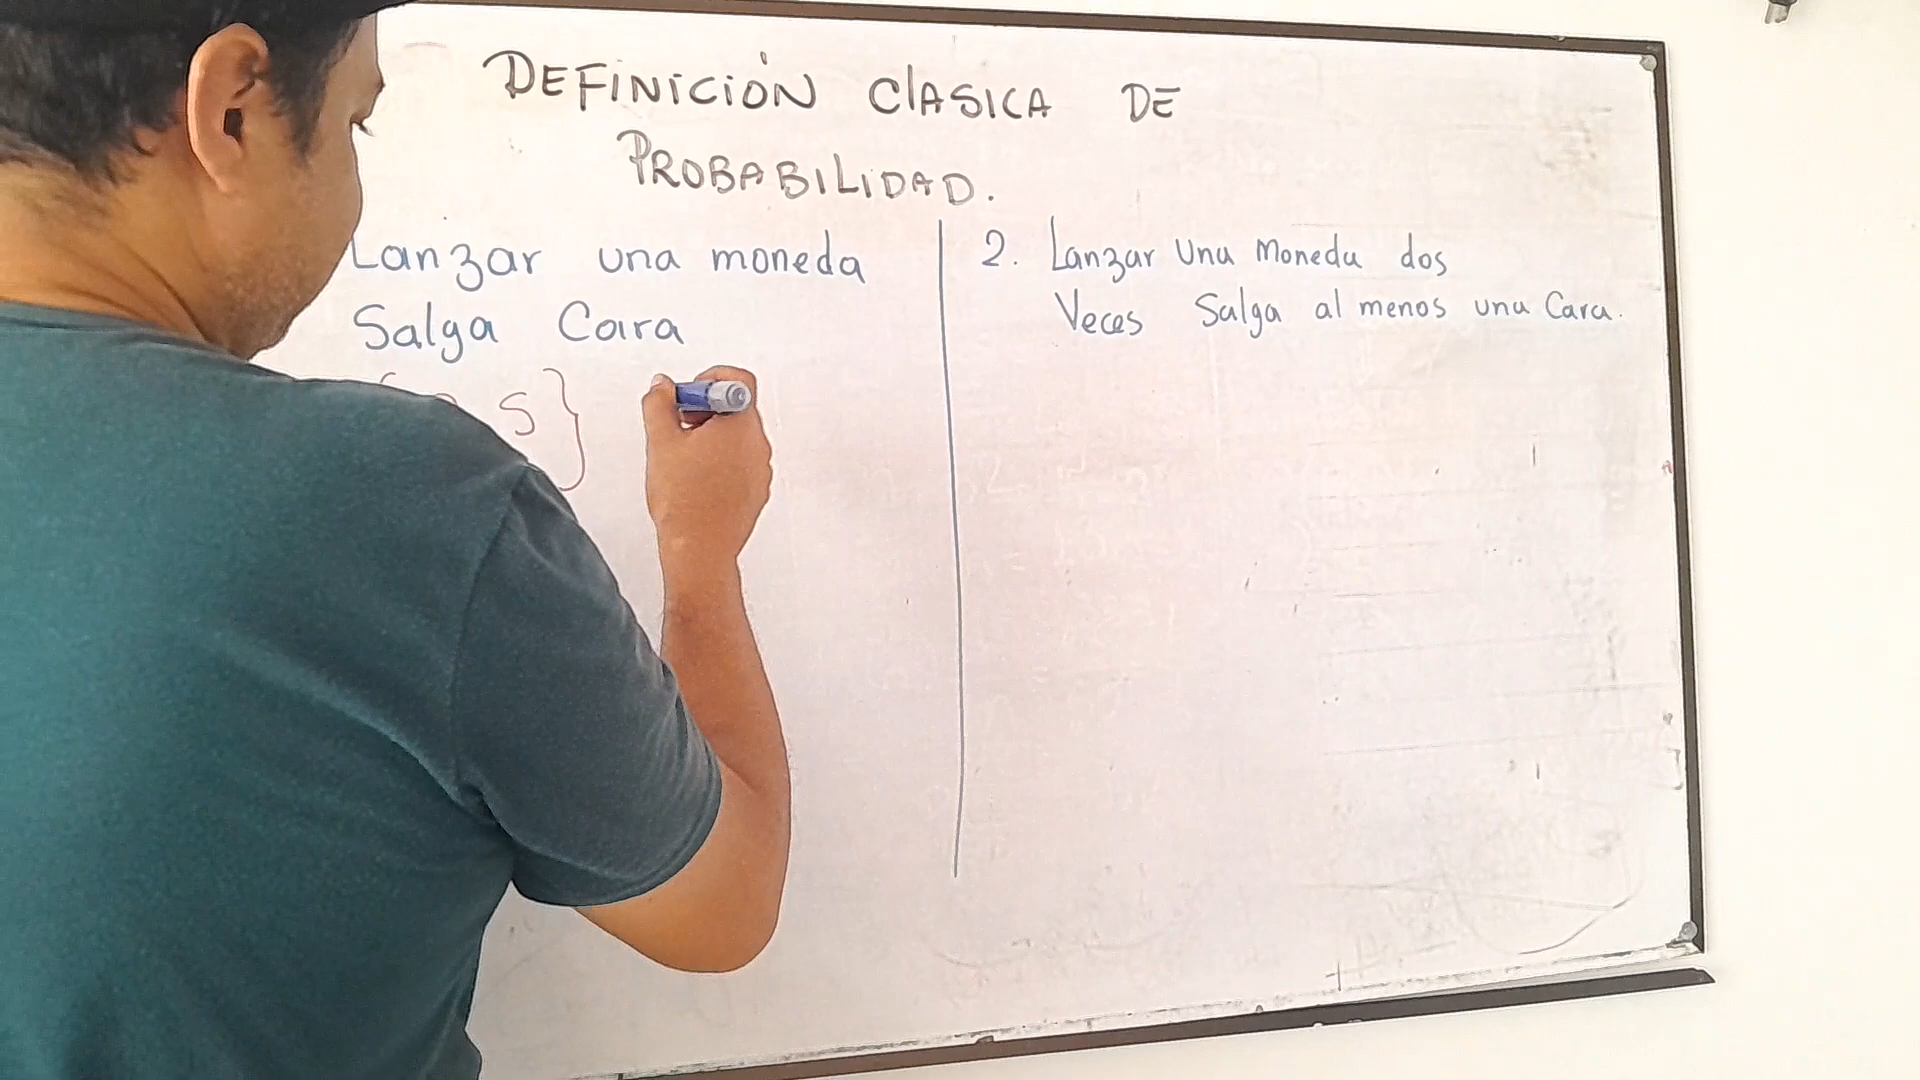 DEFINICIÓN CLASICA DE
PROBABILIDAD.
Lanzar una moneda
Salga Cara
S}
2. Lanzar Una Moneda dos
Veces Salga al menos una Cara.